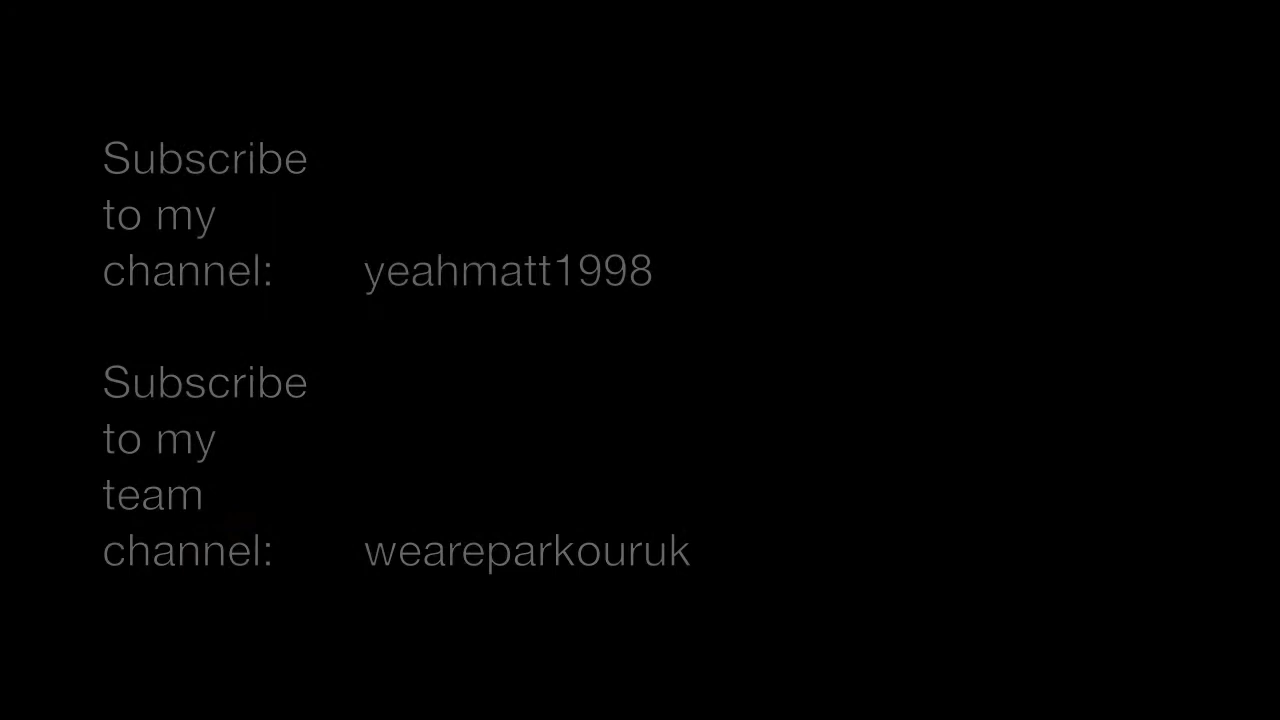 Subscribe
to my
channel: yeahmatt1998
Subscribe
to my
team
channel: weareparkouruk